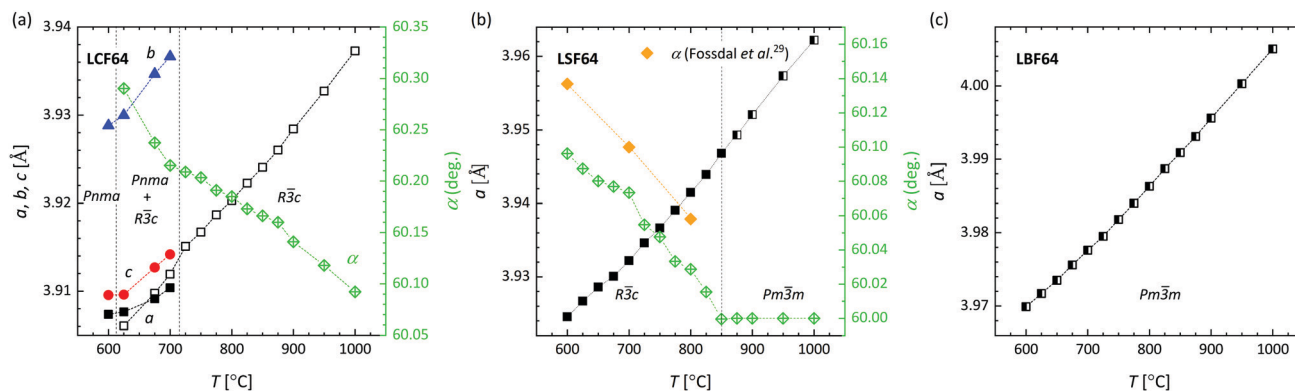 (a)
LCF64
b
Pnma
Pnma
+
R3̅c
R3̅c
c
a
α
3.94
3.93
3.92
3.91
a, b, c [Å]
60.35
60.30
60.25
60.20
60.15
60.10
60.05
α (deg.)
600 700 800 900 1000
T [°C]
(b)
LSF64
α (Fossdal et al.29)
R3̅c
Pm3̅m
3.96
3.95
3.94
3.93
a [Å]
60.16
60.14
60.12
60.10
60.08
60.06
60.04
60.02
60.00
α (deg.)
600 700 800 900 1000
T [°C]
(c)
LBF64
Pm3̅m
4.00
3.99
3.98
3.97
a [Å]
600 700 800 900 1000
T [°C]